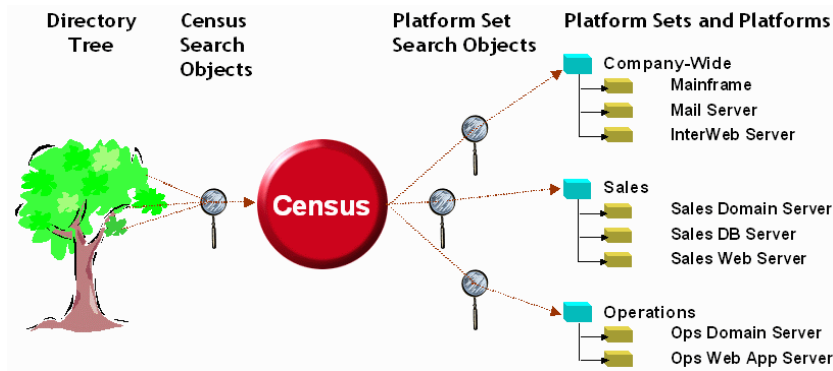 Directory
Tree
Census
Search
Objects
Platform Set
Search Objects
Platform Sets and Platforms
Census
Company-Wide
Mainframe
Mail Server
InterWeb Server
Sales
Sales Domain Server
Sales DB Server
Sales Web Server
Operations
Ops Domain Server
Ops Web App Server